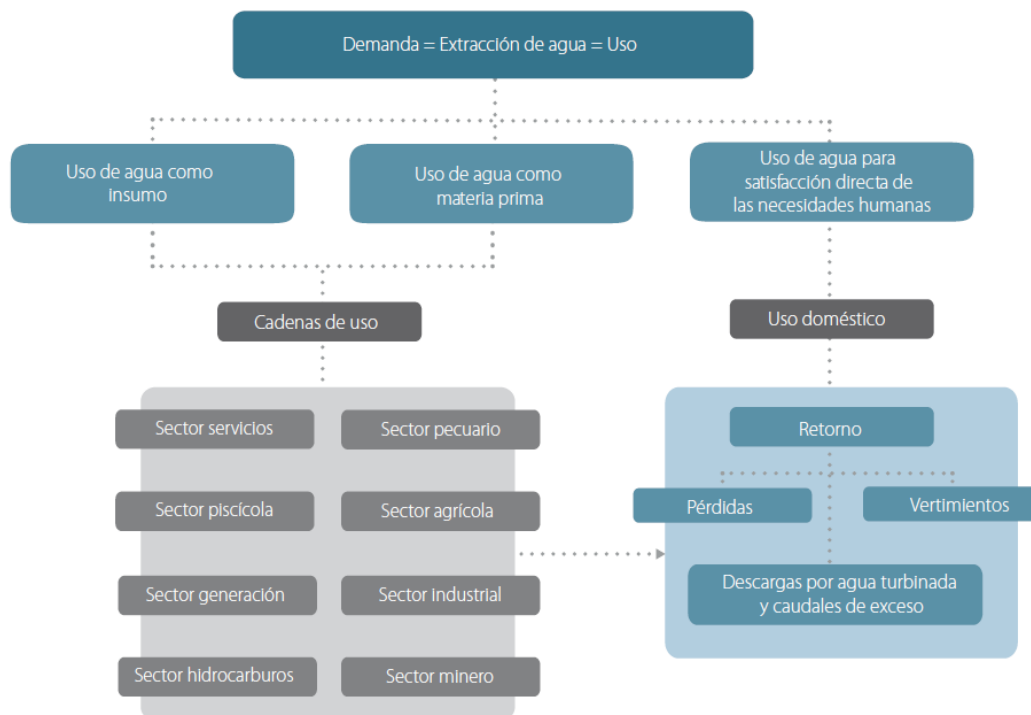 Demanda = Extracción de agua = Uso
Uso de agua como
insumo
Uso de agua como
materia prima
Uso de agua para
satisfacción directa de
las necesidades humanas
Cadenas de uso
Uso doméstico
Sector servicios
Sector pecuario
Sector piscícola
Sector agrícola
Sector generación
Sector industrial
Sector hidrocarburos
Sector minero
Retorno
Pérdidas
Vertimientos
Descargas por agua turbinada
y caudales de exceso